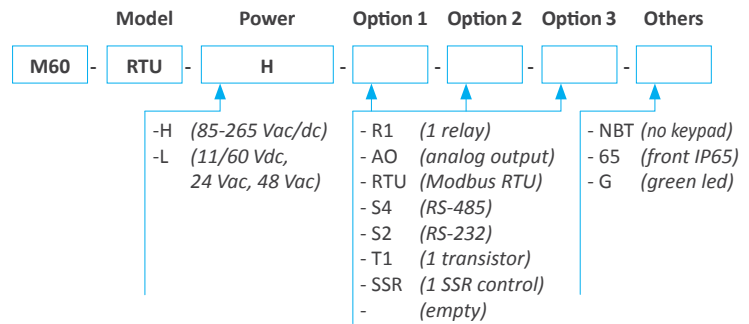 Model Power Option 1 Option 2 Option 3 Others
M60 - RTU - H - - - -
-H (85-265 Vac/dc) - R1 (1 relay) - NBT (no keypad)
-L (11/60 Vdc, - AO (analog output) - 65 (front IP65)
24 Vac, 48 Vac) - RTU (Modbus RTU) - G (green led)
- S4 (RS-485)
- S2 (RS-232)
- T1 (1 transistor)
- SSR (1 SSR control)
- (empty)